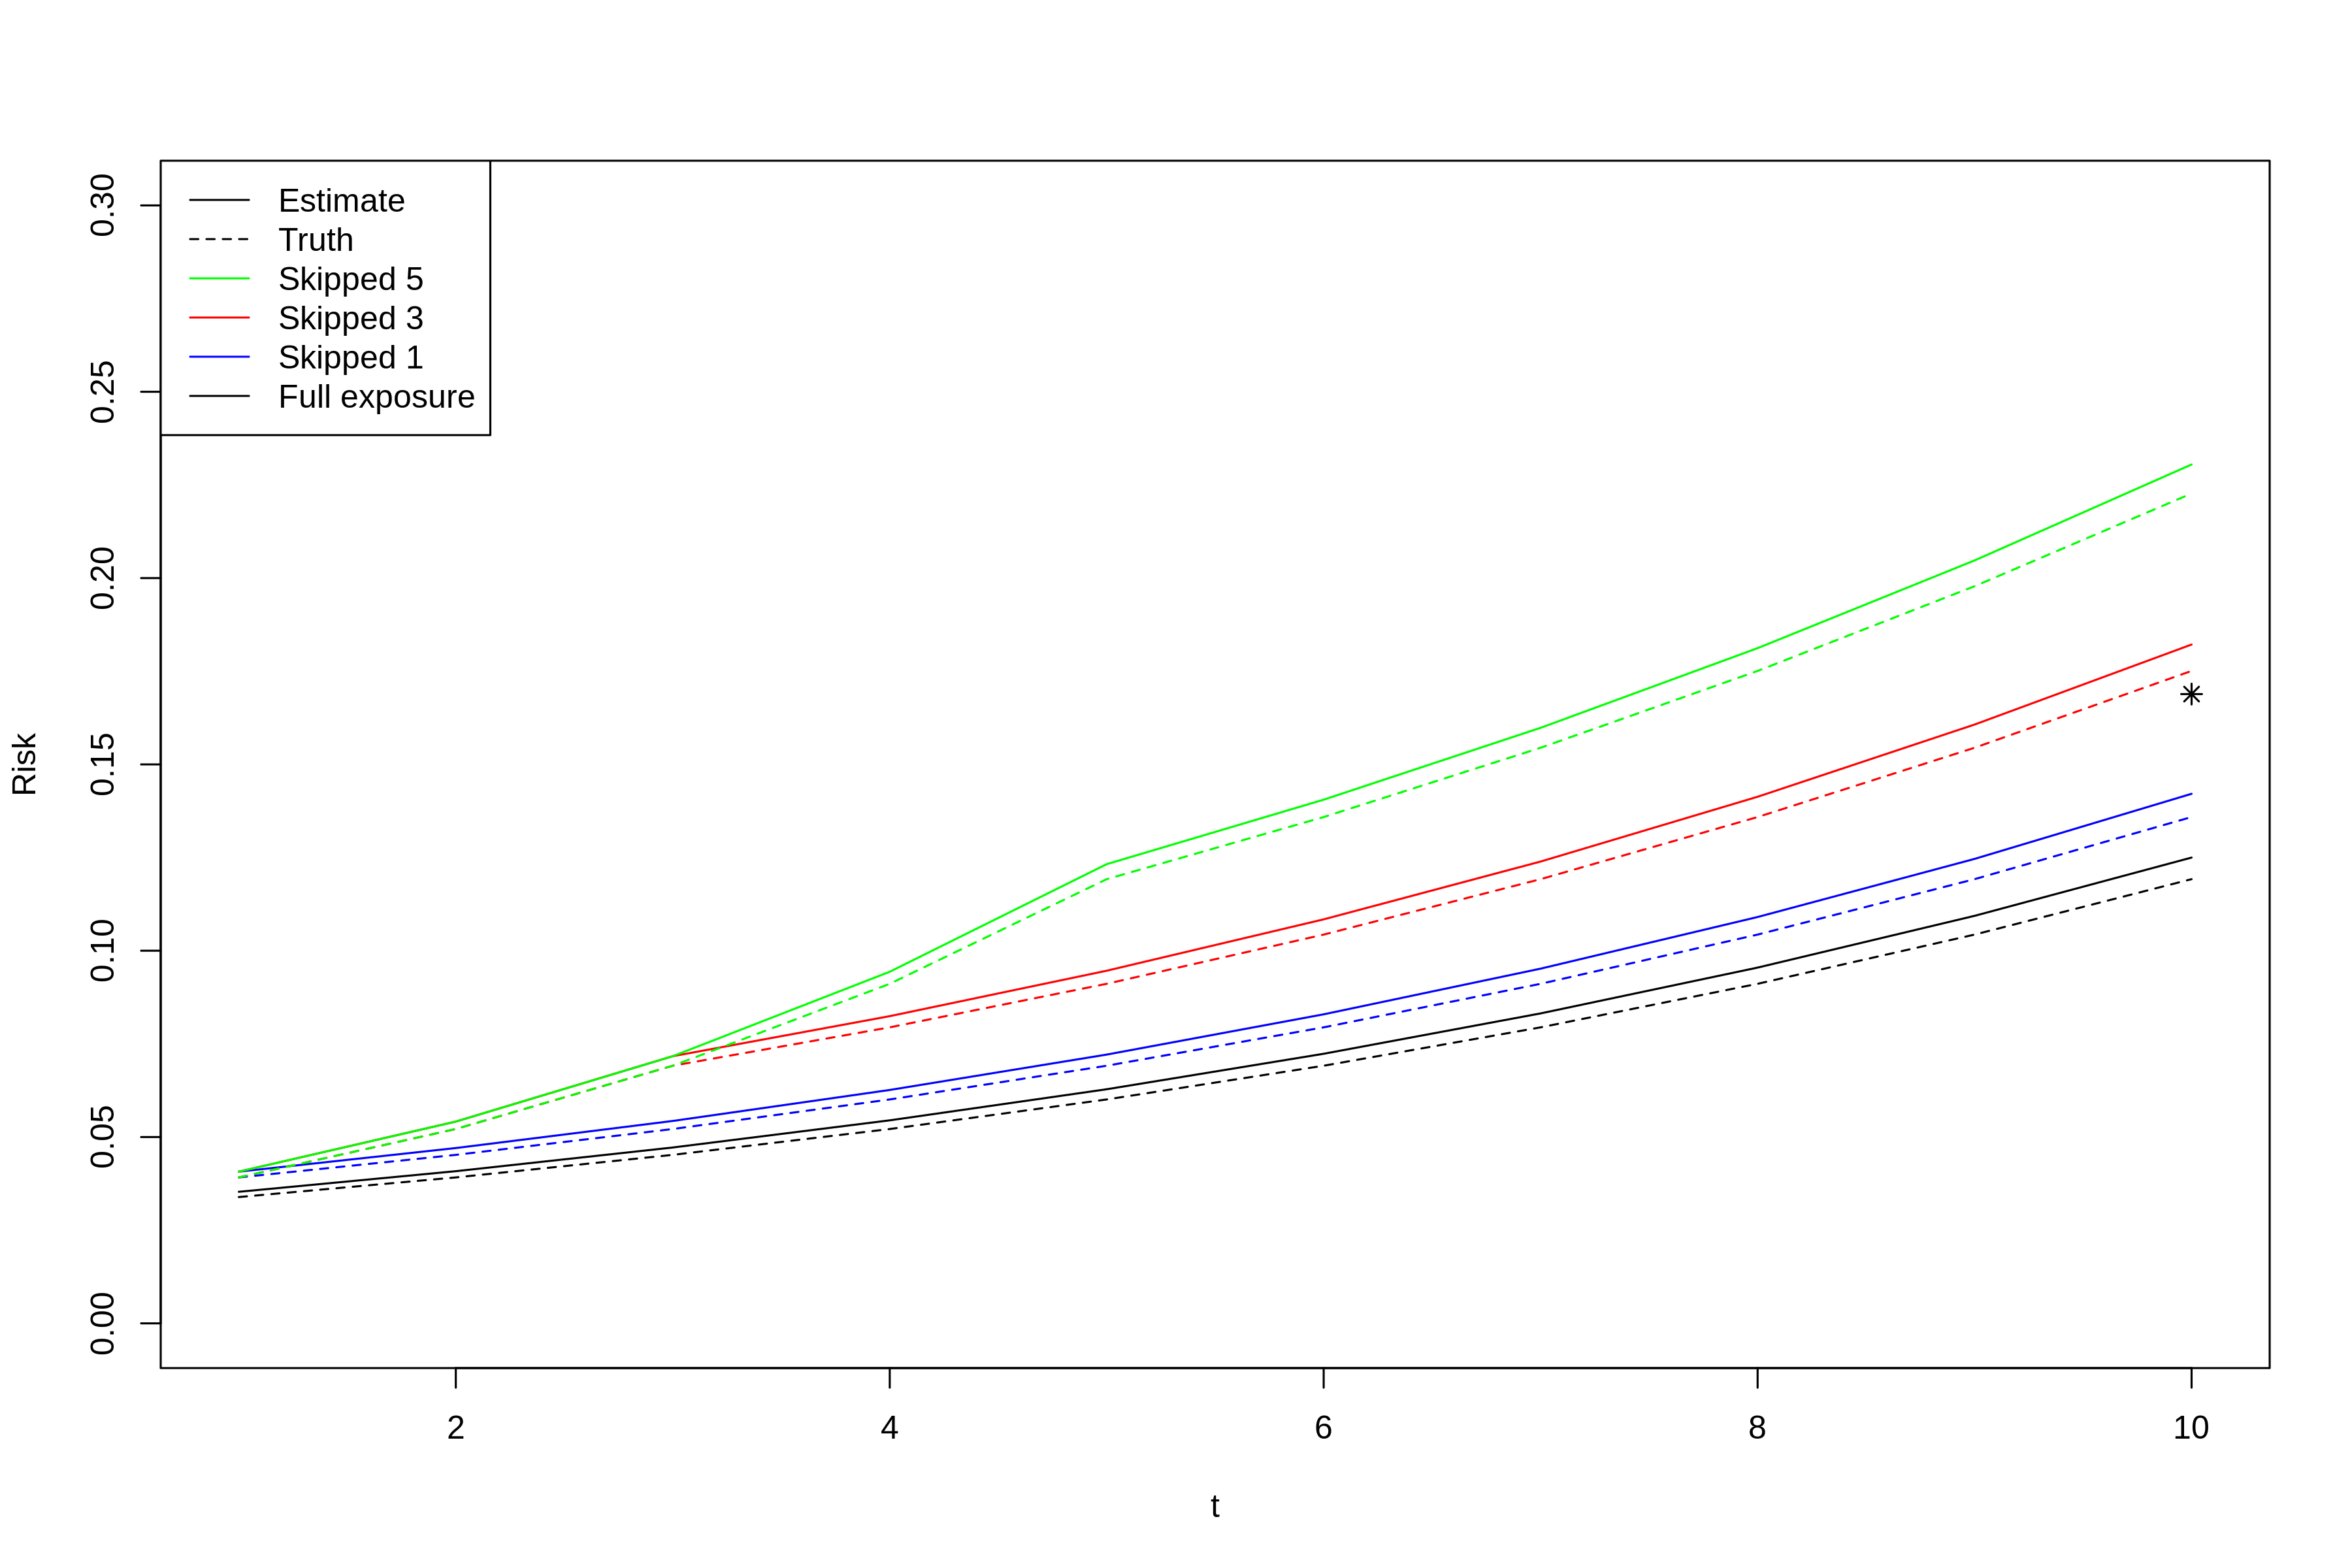 Estimate
Truth
Skipped 5
Skipped 3
Skipped 1
Full exposure
0.30
0.25
0.20
0.15
0.10
0.05
0.00
Risk
2 4 6 8 10
t